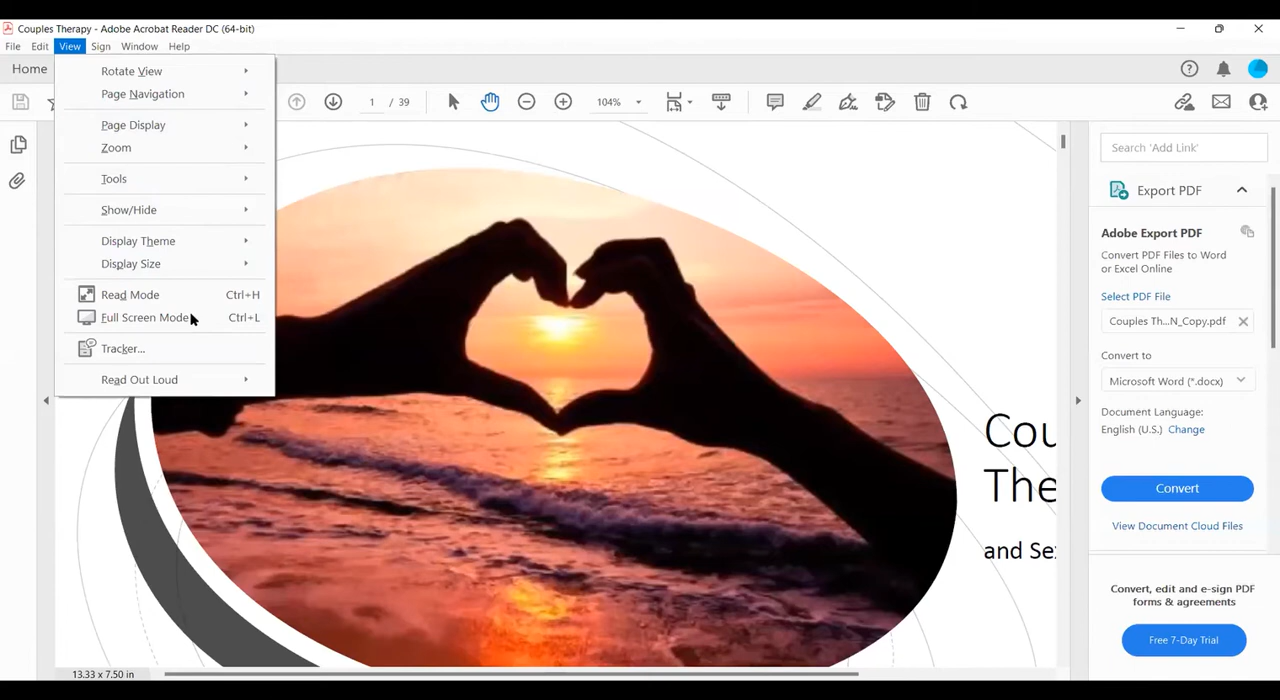 Couples Therapy - Adobe Acrobat Reader DC (64-bit)
File Edit View Sign Window Help
Home
1 / 39 104%
Rotate View
Page Navigation
Page Display
Zoom
Tools
Show/Hide
Display Theme
Display Size
Read Mode Ctrl+H
Full Screen Mode Ctrl+L
Tracker...
Read Out Loud
Cou
The
and Se
13.33 x 7.50 in
Search 'Add Link'
Export PDF
Adobe Export PDF
Convert PDF Files to Word
or Excel Online
Select PDF File
Couples Th...N_Copy.pdf
Convert to
Microsoft Word (*.docx)
Document Language:
English (U.S.) Change
Convert
View Document Cloud Files
Convert, edit and e-sign PDF
forms & agreements
Free 7-Day Trial